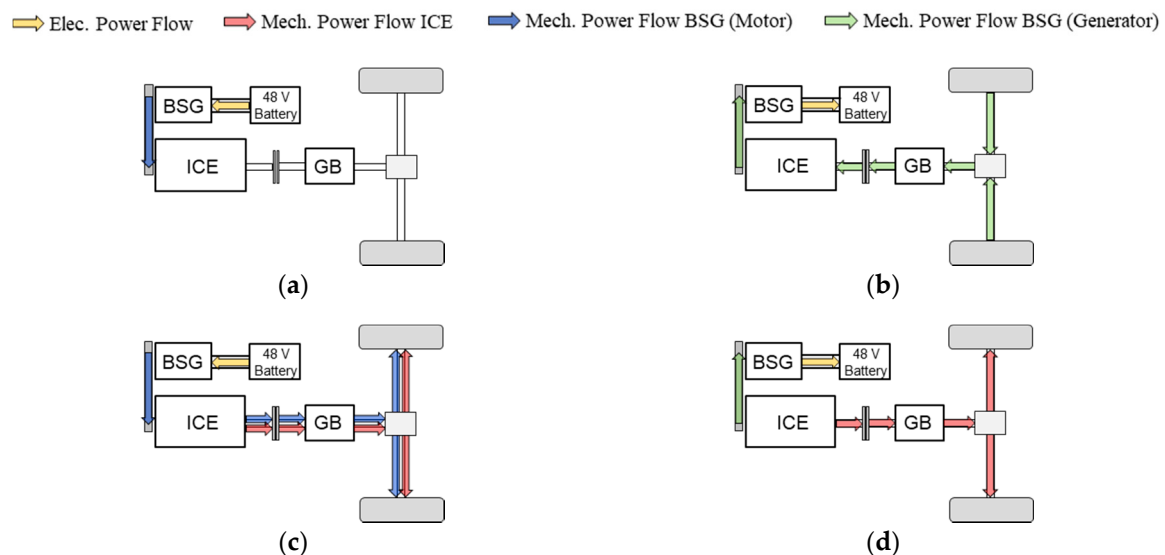 Elec. Power Flow Mech. Power Flow ICE Mech. Power Flow BSG (Motor) Mech. Power Flow BSG (Generator)
BSG
48 V
Battery
ICE
GB
(a)
BSG
48 V
Battery
ICE
GB
(b)
BSG
48 V
Battery
ICE
GB
(c)
BSG
48 V
Battery
ICE
GB
(d)